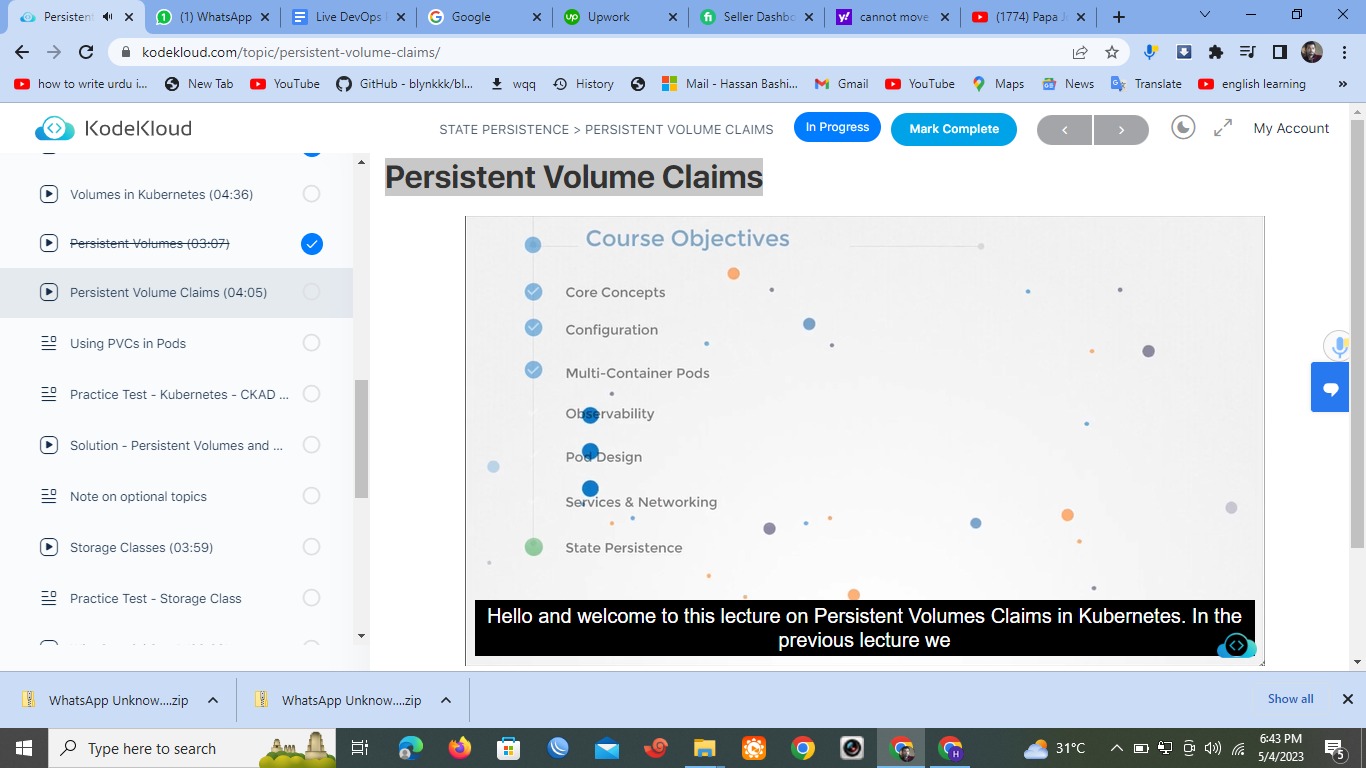 Persistent
(1) WhatsApp
Live DevOps
Google
Upwork
Seller Dashbo
cannot move
(1774) Papa J
kodekloud.com/topic/persistent-volume-claims/
how to write urdu i...
New Tab
YouTube
GitHub - blynkkk/bl...
wqq
History
Mail - Hassan Bashi...
Gmail
YouTube
Maps
News
Translate
english learning
KodeKloud
STATE PERSISTENCE > PERSISTENT VOLUME CLAIMS
In Progress
Mark Complete
My Account
Volumes in Kubernetes (04:36)
Persistent Volumes (03:07)
Persistent Volume Claims (04:05)
Using PVCs in Pods
Practice Test - Kubernetes - CKAD ...
Solution - Persistent Volumes and ...
Note on optional topics
Storage Classes (03:59)
Practice Test - Storage Class
Persistent Volume Claims
Course Objectives
Core Concepts
Configuration
Multi-Container Pods
Observability
Pod Design
Services & Networking
State Persistence
Hello and welcome to this lecture on Persistent Volumes Claims in Kubernetes. In the
previous lecture we
WhatsApp Unknow....zip
WhatsApp Unknow....zip
Show all
Type here to search
31°C
6:43 PM
5/4/2023
5